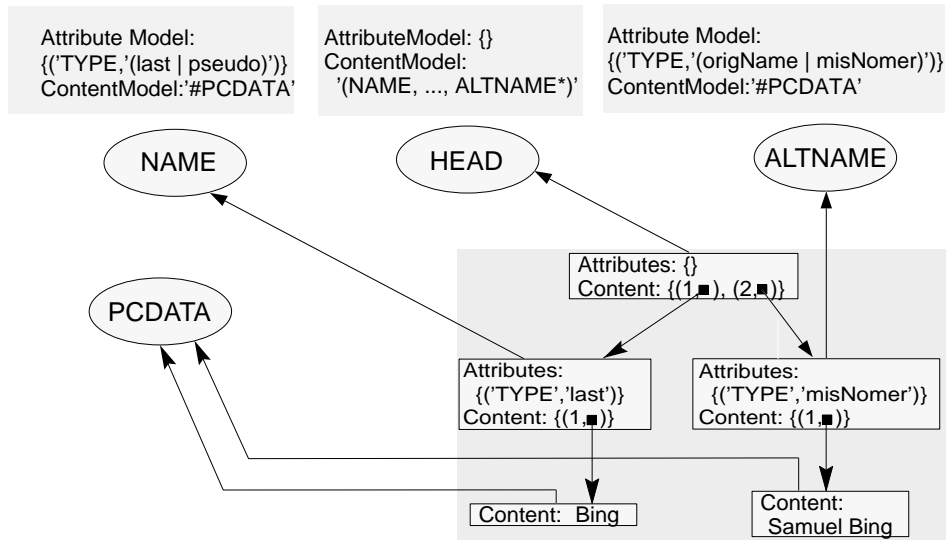 Attribute Model:
{(’TYPE,’(last | pseudo)’)}
ContentModel:’#PCDATA’
AttributeModel: {}
ContentModel:
’(NAME, ..., ALTNAME*)’
Attribute Model:
{(’TYPE,’(origName | misNomer)’)}
ContentModel:’#PCDATA’
NAME
HEAD
ALTNAME
Attributes: {}
Content: {(1,■), (2,■)}
PCDATA
Attributes:
{('TYPE','last')}
Content: {(1,■)}
Attributes:
{('TYPE','misNomer')}
Content: {(1,■)}
Content: Bing
Content:
Samuel Bing